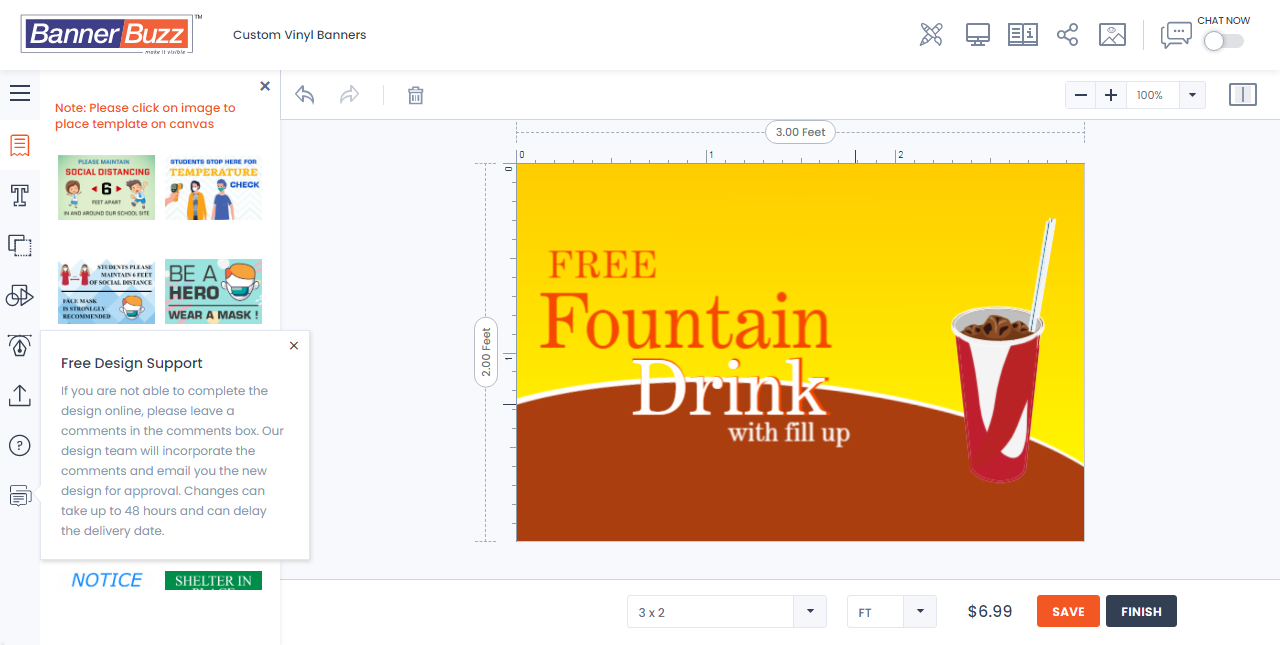 BannerBuzz™
make it visible
Custom Vinyl Banners
CHAT NOW
Note: Please click on image to
place template on canvas
100%
3.00 Feet
0
1
2
0
1
2.00 Feet
PLEASE MAINTAIN
SOCIAL DISTANCING
6
FEET APART
IN AND AROUND OUR SCHOOL SITE
STUDENTS STOP HERE FOR
TEMPERATURE
CHECK
STUDENTS PLEASE
MAINTAIN 6 FEET
OF SOCIAL DISTANCE
FACE MASK
IS STRONLGLY
RECOMMENDED
BE A
HERO
WEAR A MASK !
FREE
Fountain
Drink
with fill up
Free Design Support
If you are not able to complete the
design online, please leave a
comments in the comments box. Our
design team will incorporate the
comments and email you the new
design for approval. Changes can
take up to 48 hours and can delay
the delivery date.
NOTICE
SHELTER IN
PLACE
3 x 2
FT
$6.99
SAVE
FINISH